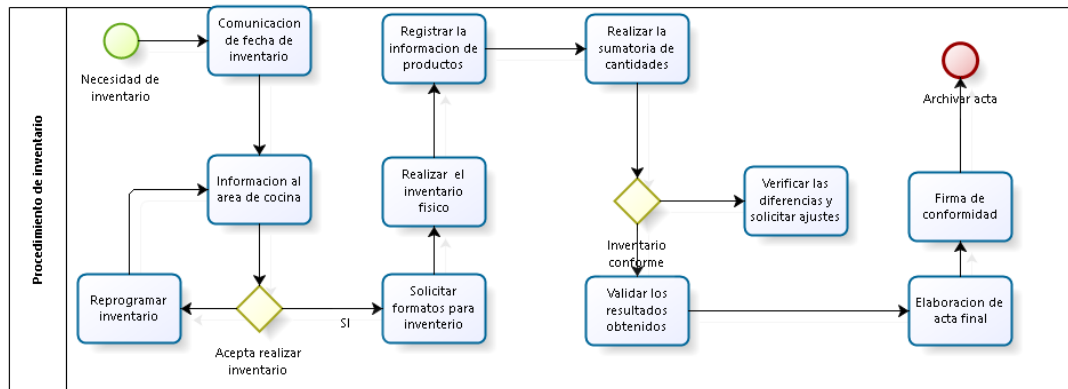 Procedimiento de inventario
Necesidad de
inventario
Comunicacion
de fecha de
inventario
Informacion al
area de cocina
Reprogramar
inventario
Acepta realizar
inventario
SI
Solicitar
formatos para
inventerio
Realizar el
inventario
fisico
Registrar la
informacion de
productos
Realizar la
sumatoria de
cantidades
Inventario
conforme
Verificar las
diferencias y
solicitar ajustes
Validar los
resultados
obtenidos
Elaboracion de
acta final
Firma de
conformidad
Archivar acta